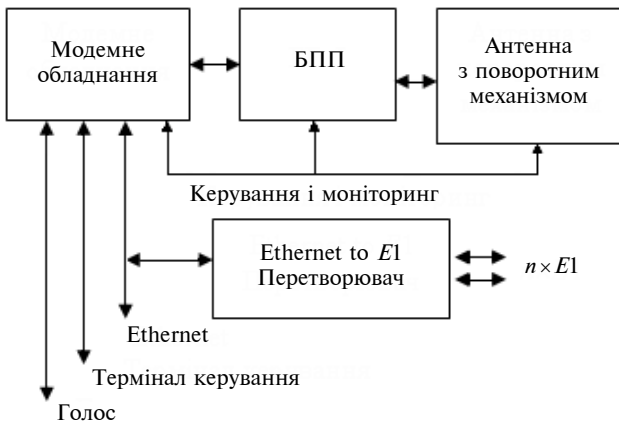 Модемне
обладнання
БПП
Антенна
з поворотним
механізмом
Керування і моніторинг
Ethernet to E1
Перетворювач
n × E1
Ethernet
Термінал керування
Голос